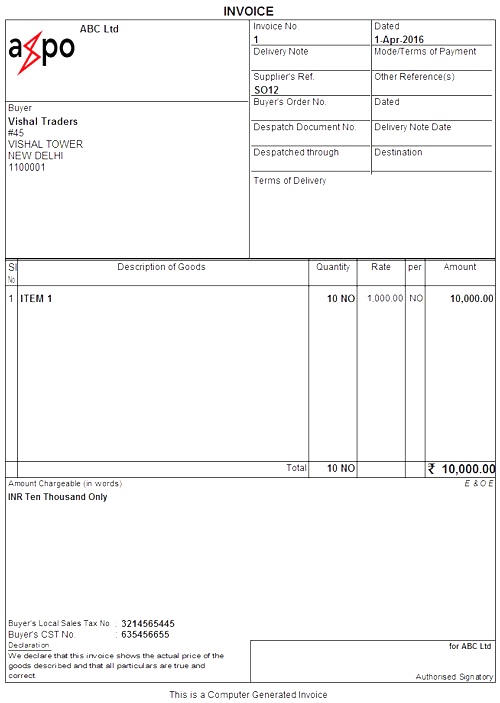 INVOICE
ABC Ltd
axpo
Invoice No.
1
Dated
1-Apr-2016
Delivery Note
Mode/Terms of Payment
Supplier's Ref.
SO12
Other Reference(s)
Buyer's Order No.
Dated
Despatch Document No.
Delivery Note Date
Despatched through
Destination
Terms of Delivery
Buyer
Vishal Traders
#45
VISHAL TOWER
NEW DELHI
1100001
Sl No Description of Goods Quantity Rate per Amount
1 ITEM 1 10 NO 1,000.00 NO 10,000.00
Total 10 NO ₹ 10,000.00
Amount Chargeable (in words) E & O E
INR Ten Thousand Only
Buyer's Local Sales Tax No. : 3214565445
Buyer's CST No. : 635456655
Declaration
We declare that this invoice shows the actual price of the
goods described and that all particulars are true and
correct.
for ABC Ltd
Authorised Signatory
This is a Computer Generated Invoice